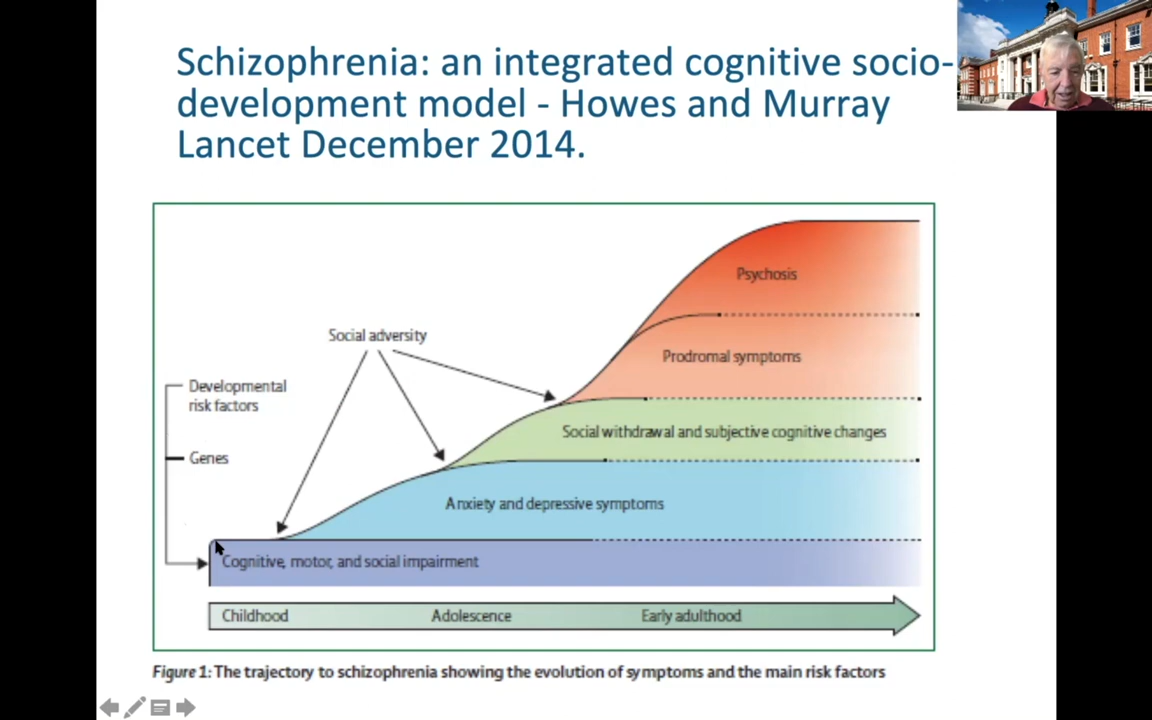 Schizophrenia: an integrated cognitive socio-
development model - Howes and Murray
Lancet December 2014.
Psychosis
Social adversity
Prodromal symptoms
Developmental
risk factors
Social withdrawal and subjective cognitive changes
Genes
Anxiety and depressive symptoms
Cognitive, motor, and social impairment
Childhood
Adolescence
Early adulthood
Figure 1: The trajectory to schizophrenia showing the evolution of symptoms and the main risk factors